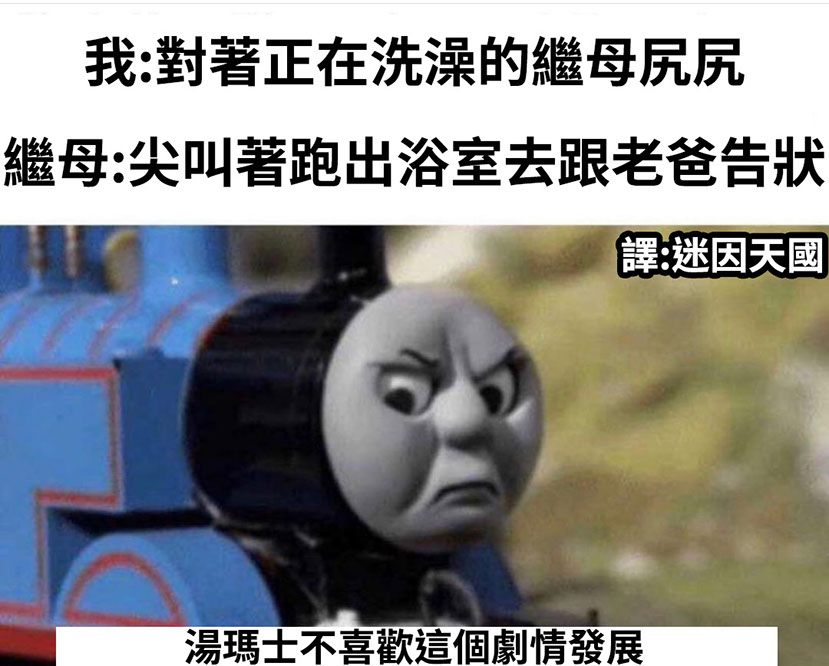 我:對著正在洗澡的繼母尻尻
繼母:尖叫著跑出浴室去跟老爸告狀
譯:迷因天國
湯瑪士不喜歡這個劇情發展